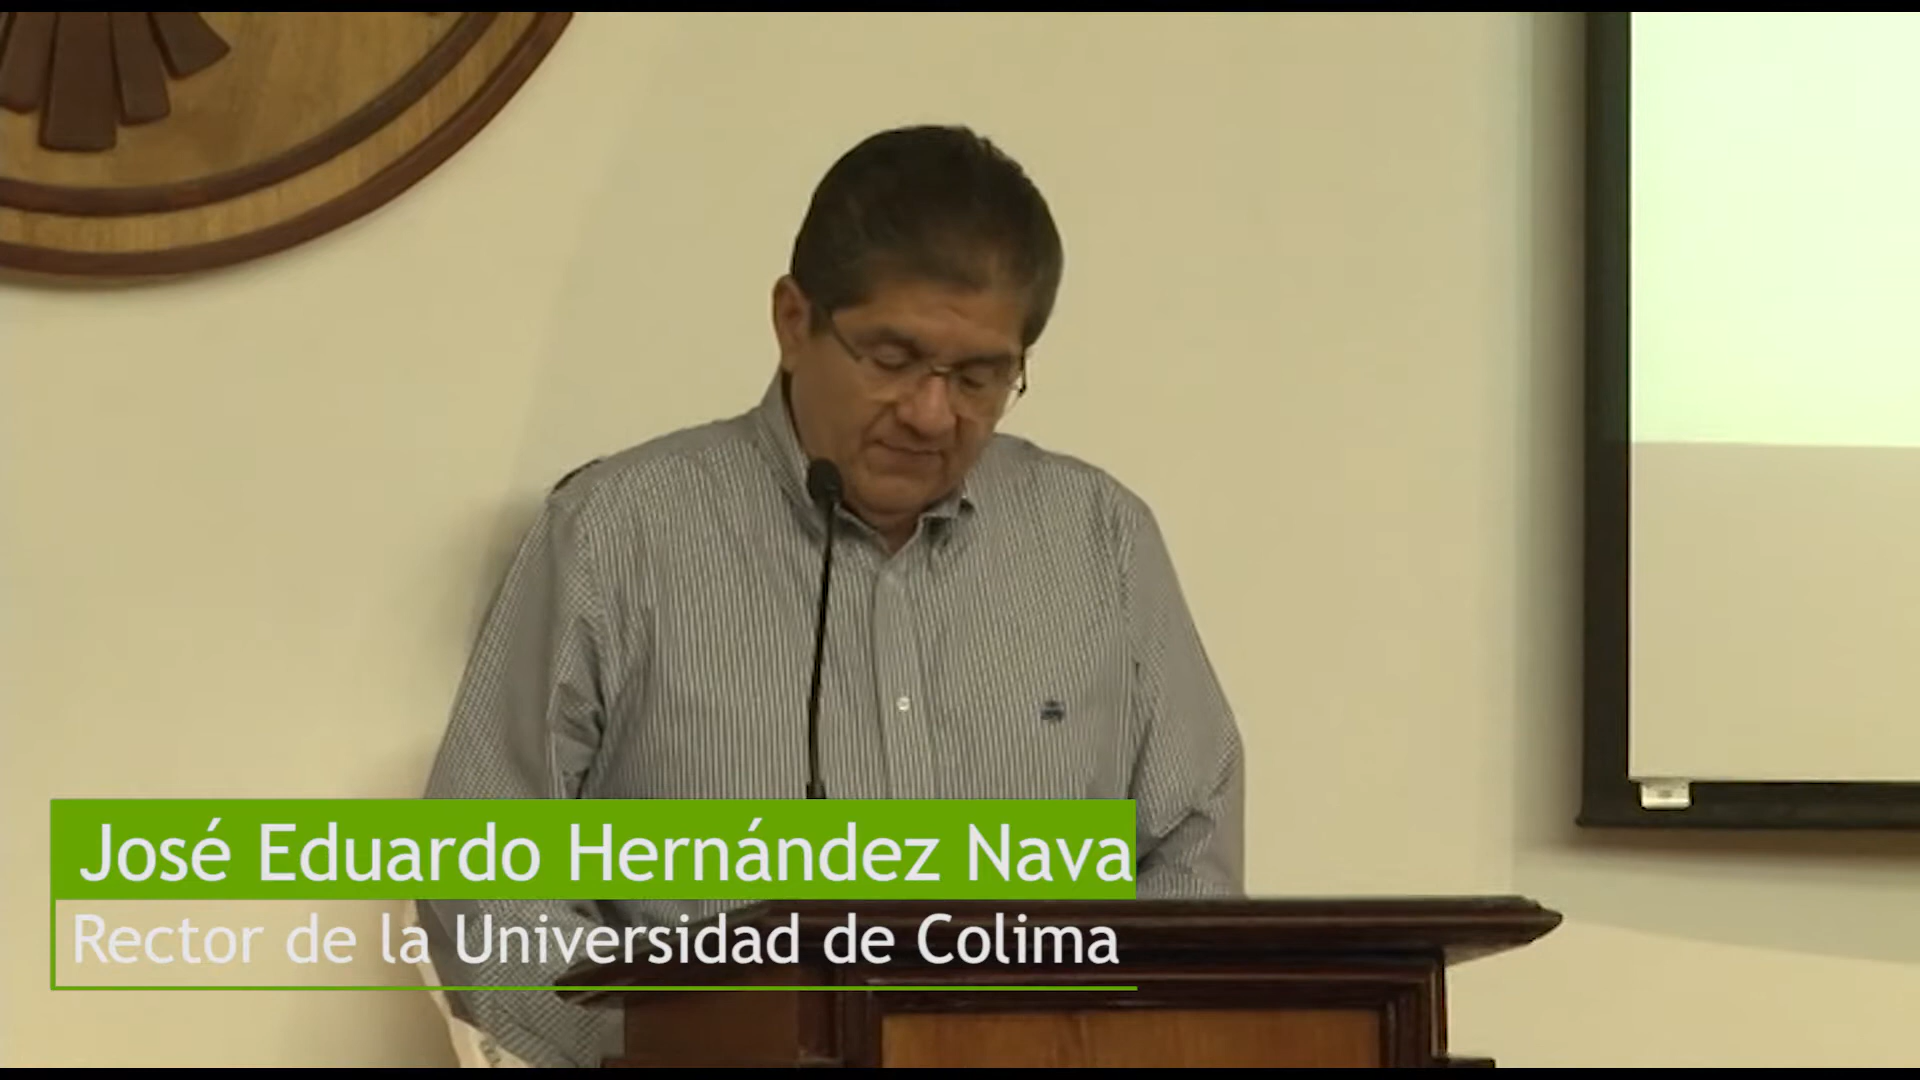 José Eduardo Hernández Nava
Rector de la Universidad de Colima